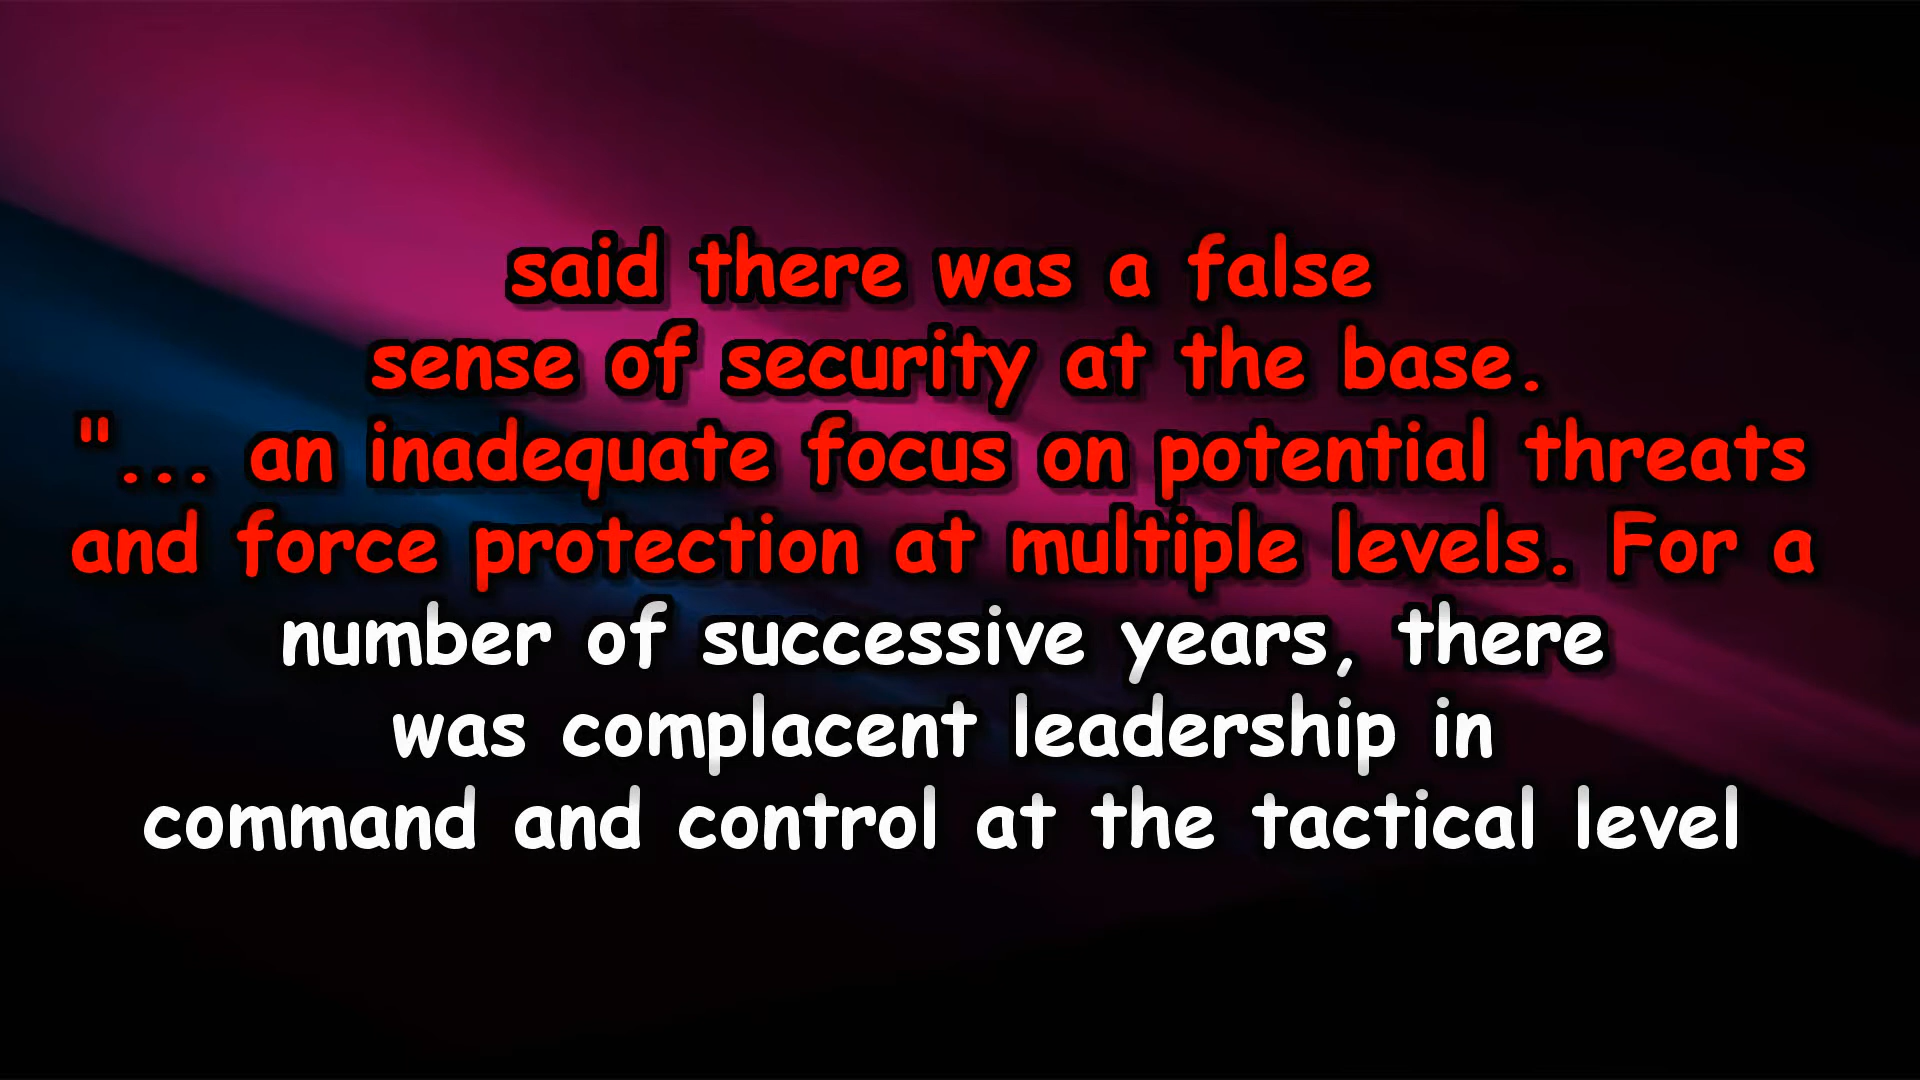 said there was a false
sense of security at the base.
"... an inadequate focus on potential threats
and force protection at multiple levels. For a
number of successive years, there
was complacent leadership in
command and control at the tactical level